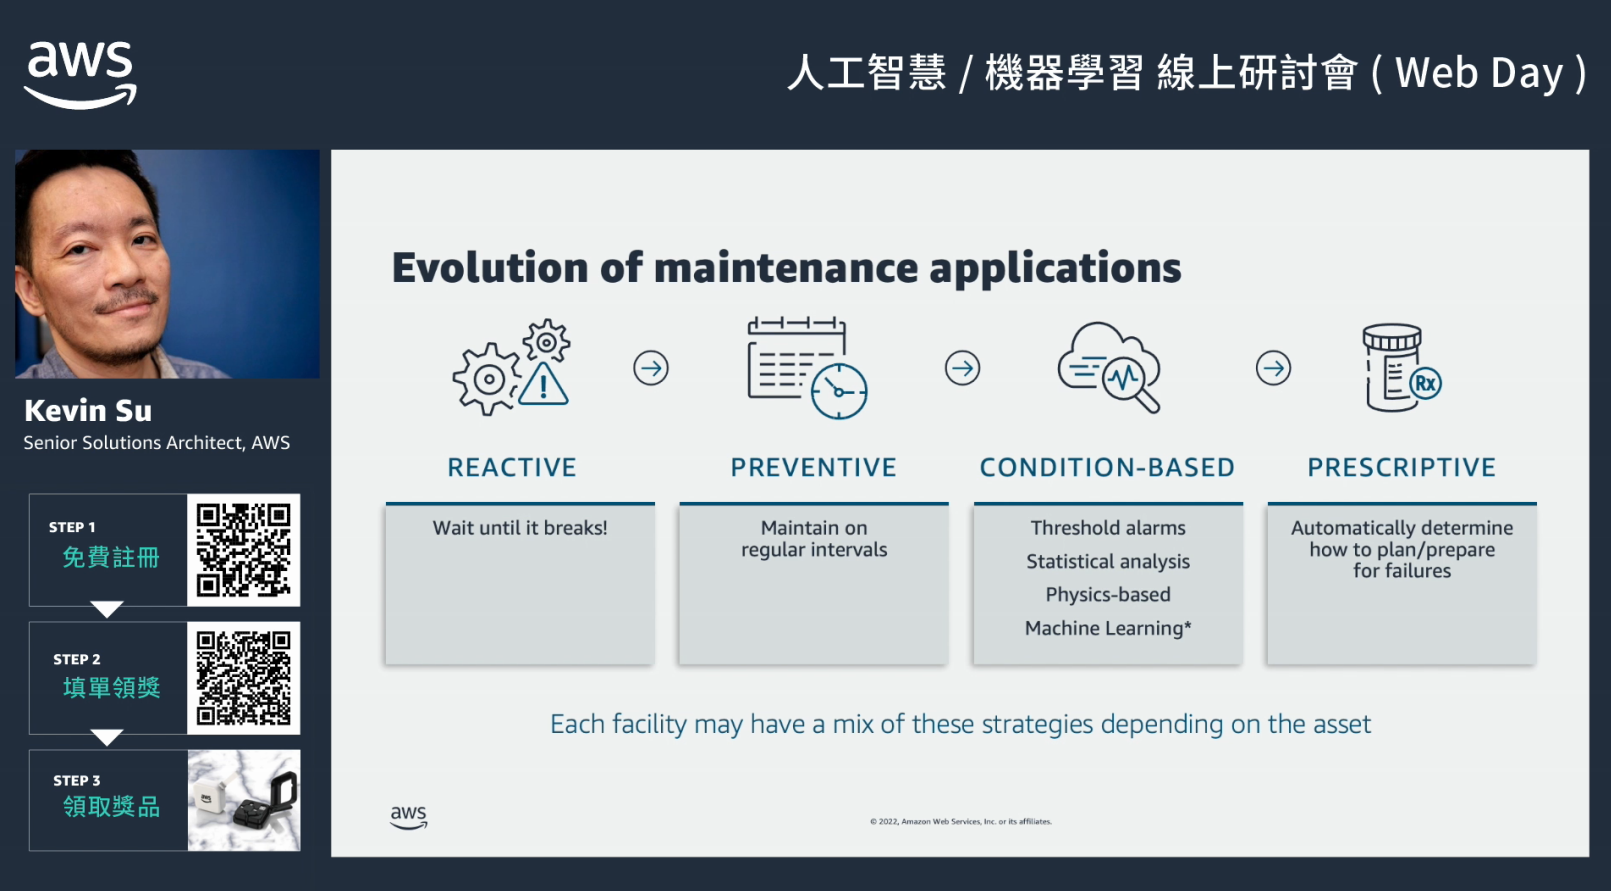 aws
人工智慧 / 機器學習 線上研討會 ( Web Day )
Kevin Su
Senior Solutions Architect, AWS
STEP 1
免費註冊
STEP 2
填單領獎
STEP 3
領取獎品
aws
Evolution of maintenance applications
Rx
REACTIVE
Wait until it breaks!
PREVENTIVE
Maintain on
regular intervals
CONDITION-BASED
Threshold alarms
Statistical analysis
Physics-based
Machine Learning*
PRESCRIPTIVE
Automatically determine
how to plan/prepare
for failures
Each facility may have a mix of these strategies depending on the asset
aws
© 2022, Amazon Web Services, Inc. or its affiliates.